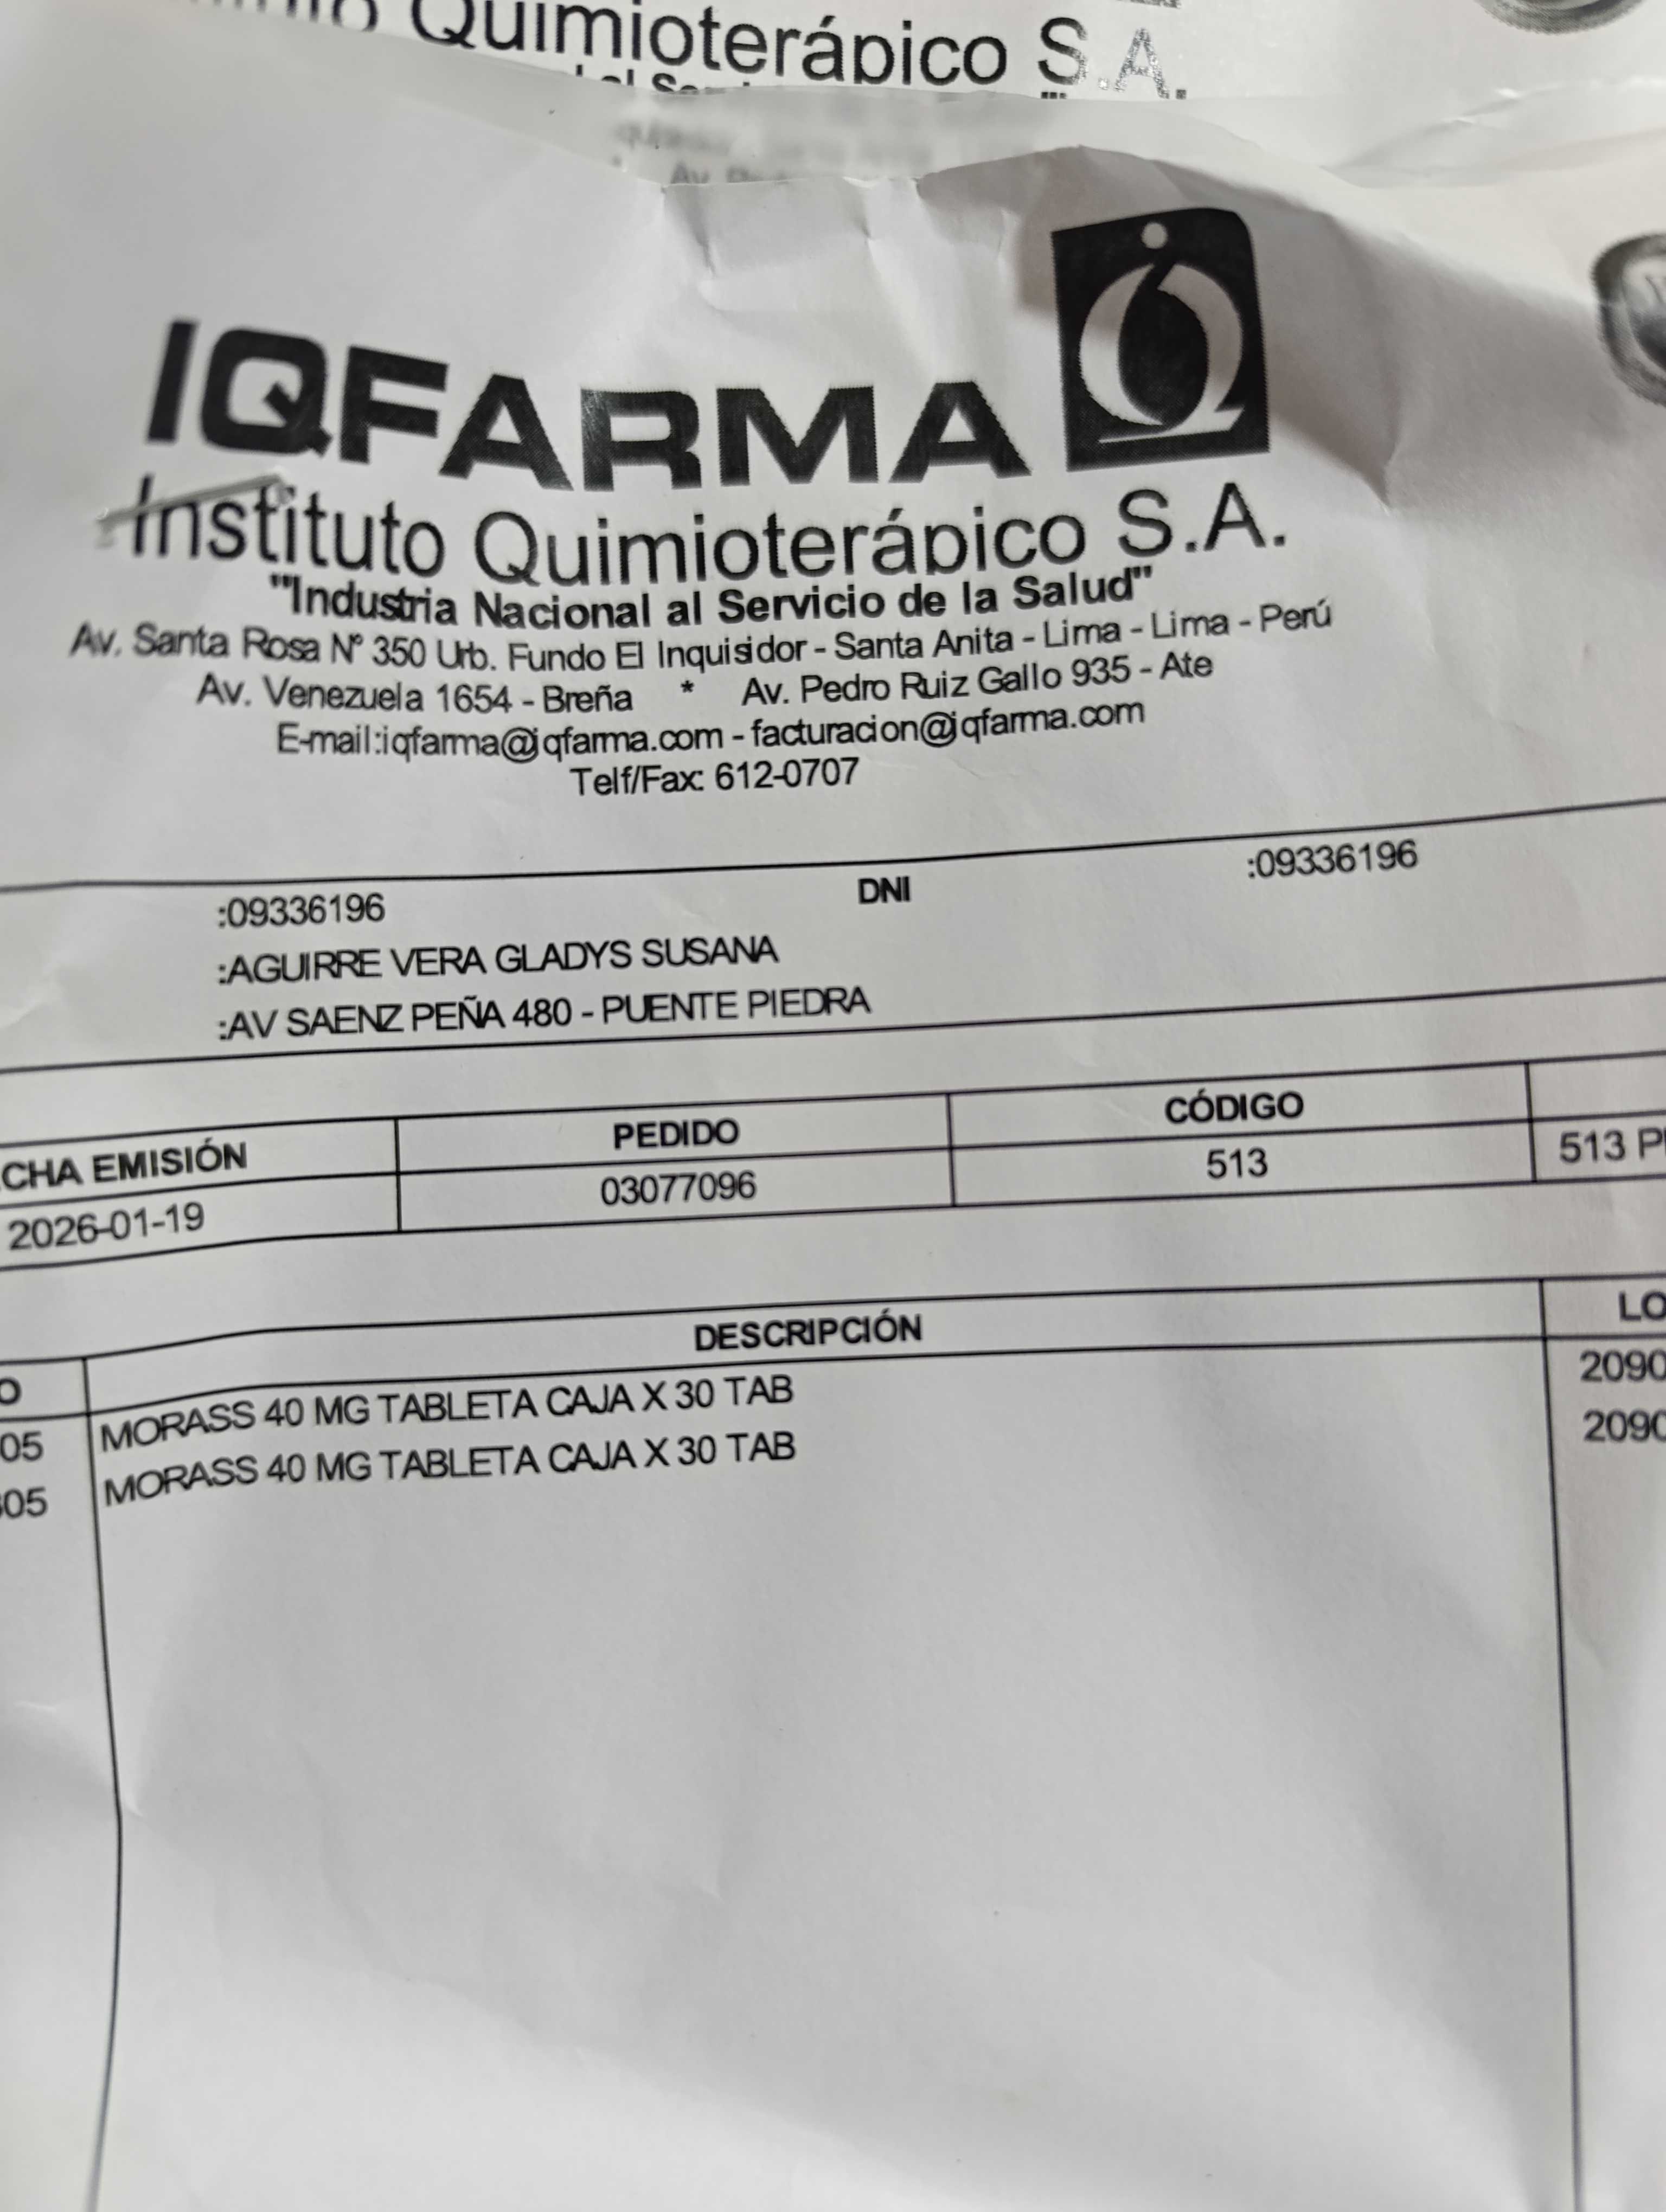 Quimioterápico S.A.
IQFARMA
Instituto Quimioterápico S.A.
"Industria Nacional al Servicio de la Salud"
Av. Santa Rosa Nº 350 Urb. Fundo El Inquisidor - Santa Anita - Lima - Lima - Perú
Av. Venezuela 1654 - Breña * Av. Pedro Ruiz Gallo 935 - Ate
E-mail:iqfarma@iqfarma.com - facturacion@iqfarma.com
Telf/Fax: 612-0707
:09336196 DNI :09336196
:AGUIRRE VERA GLADYS SUSANA
:AV SAENZ PEÑA 480 - PUENTE PIEDRA
CHA EMISIÓN PEDIDO CÓDIGO
2026-01-19 03077096 513 513 P
O DESCRIPCIÓN LO
05 MORASS 40 MG TABLETA CAJA X 30 TAB 2090
05 MORASS 40 MG TABLETA CAJA X 30 TAB 2090